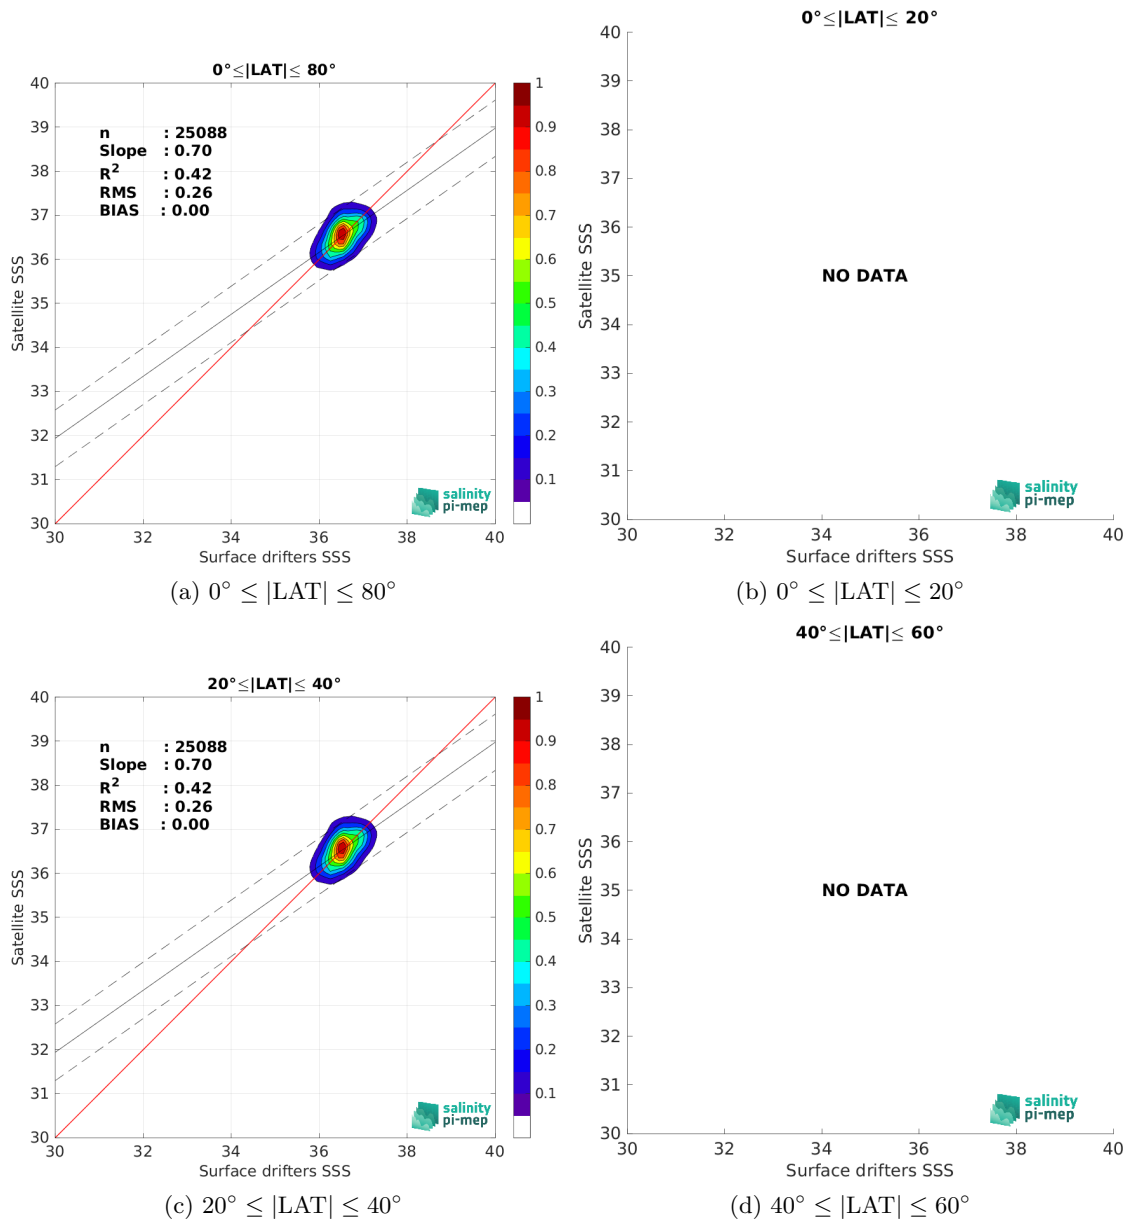 0°≤|LAT|≤ 80°
40
39
38
37
36
35
34
33
32
31
30
30
32
34
36
38
40
Satellite SSS
Surface drifters SSS
n : 25088
Slope : 0.70
R² : 0.42
RMS : 0.26
BIAS : 0.00
salinity
pi-mep
1
0.9
0.8
0.7
0.6
0.5
0.4
0.3
0.2
0.1
(a) 0° ≤ |LAT| ≤ 80°
0°≤|LAT|≤ 20°
40
39
38
37
36
35
34
33
32
31
30
30
32
34
36
38
40
Satellite SSS
Surface drifters SSS
NO DATA
salinity
pi-mep
(b) 0° ≤ |LAT| ≤ 20°
20°≤|LAT|≤ 40°
40
39
38
37
36
35
34
33
32
31
30
30
32
34
36
38
40
Satellite SSS
Surface drifters SSS
n : 25088
Slope : 0.70
R² : 0.42
RMS : 0.26
BIAS : 0.00
salinity
pi-mep
1
0.9
0.8
0.7
0.6
0.5
0.4
0.3
0.2
0.1
(c) 20° ≤ |LAT| ≤ 40°
40°≤|LAT|≤ 60°
40
39
38
37
36
35
34
33
32
31
30
30
32
34
36
38
40
Satellite SSS
Surface drifters SSS
NO DATA
salinity
pi-mep
(d) 40° ≤ |LAT| ≤ 60°